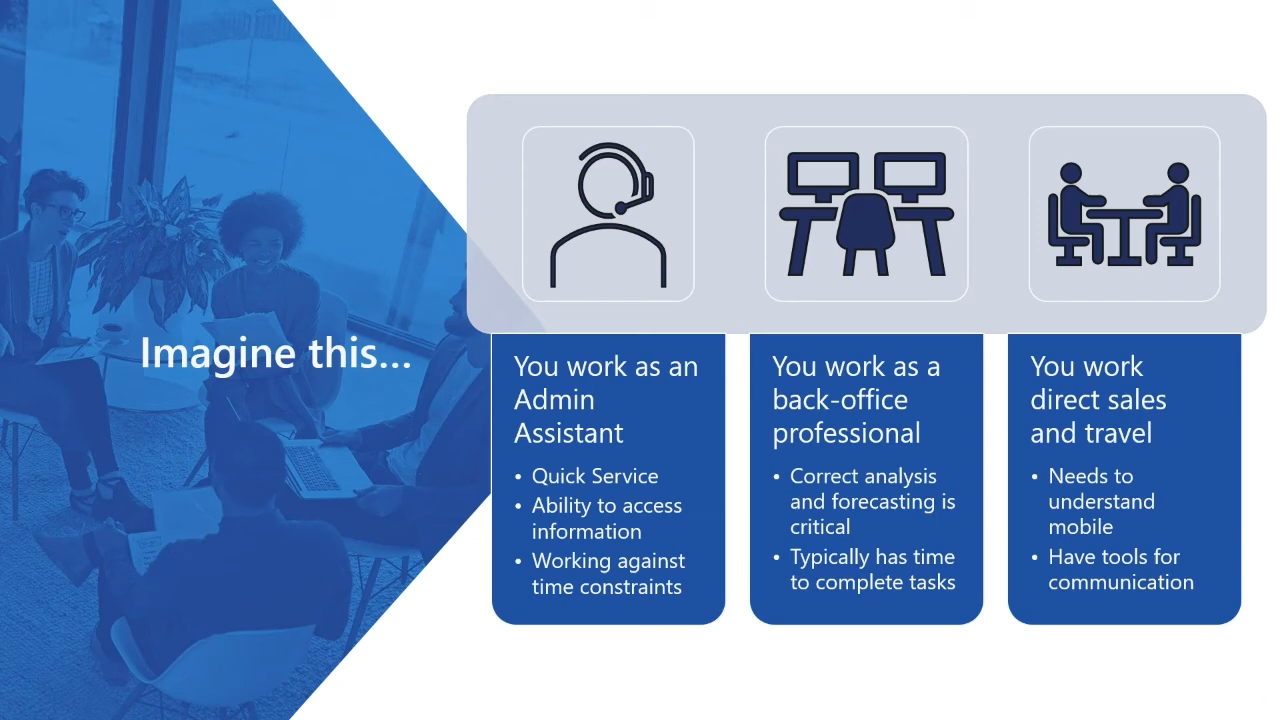 Imagine this...
You work as an
Admin
Assistant
• Quick Service
• Ability to access
information
• Working against
time constraints
You work as a
back-office
professional
• Correct analysis
and forecasting is
critical
• Typically has time
to complete tasks
You work
direct sales
and travel
• Needs to
understand
mobile
• Have tools for
communication